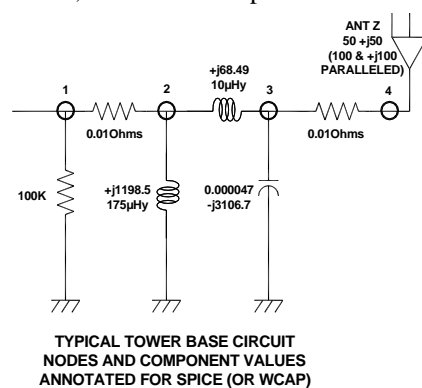 ANT Z
50 +j50
(100 & +j100
PARALLELED)
1
2
+j68.49
10µHy
3
4
0.01Ohms
0.01Ohms
100K
+j1198.5
175µHy
0.000047
-j3106.7
TYPICAL TOWER BASE CIRCUIT
NODES AND COMPONENT VALUES
ANNOTATED FOR SPICE (OR WCAP)